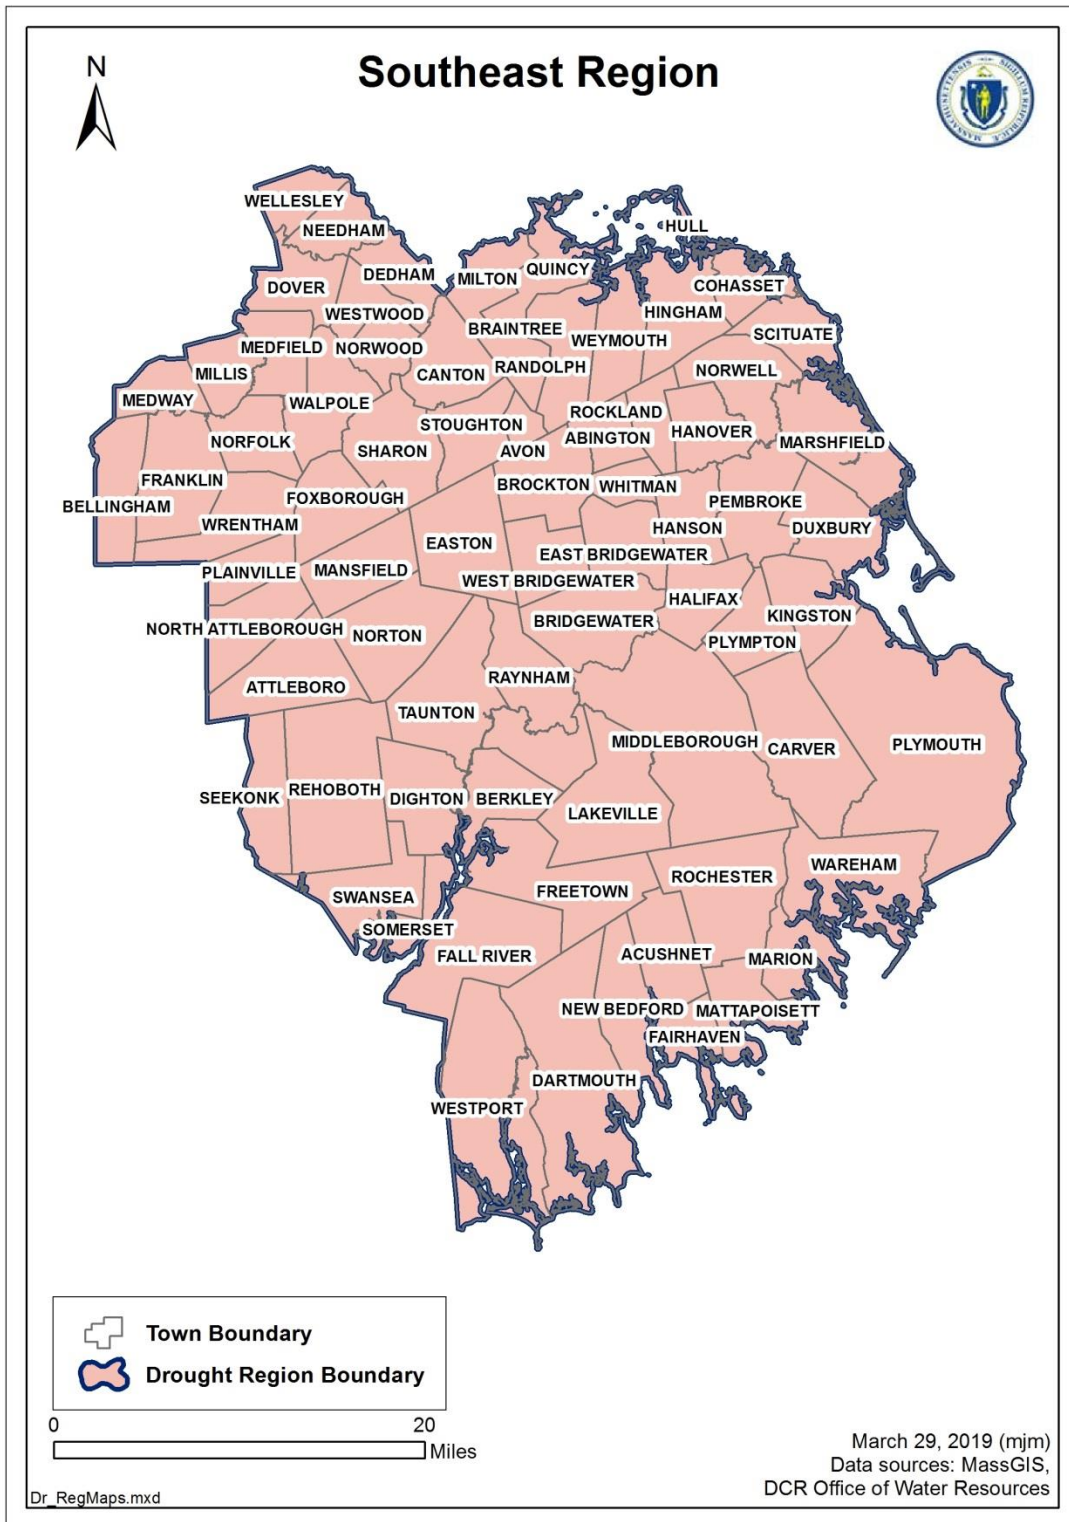 N
Southeast Region
WELLESLEY
NEEDHAM
HULL
DEDHAM
MILTON
QUINCY
DOVER
COHASSET
WESTWOOD
HINGHAM
BRAINTREE
SCITUATE
MEDFIELD
NORWOOD
WEYMOUTH
MILLIS
CANTON
RANDOLPH
NORWELL
MEDWAY
WALPOLE
ROCKLAND
STOUGHTON
NORFOLK
SHARON
AVON
ABINGTON
HANOVER
MARSHFIELD
FRANKLIN
BROCKTON
WHITMAN
BELLINGHAM
FOXBOROUGH
PEMBROKE
WRENTHAM
HANSON
DUXBURY
EASTON
EAST BRIDGEWATER
PLAINVILLE
MANSFIELD
WEST BRIDGEWATER
HALIFAX
NORTH ATTLEBOROUGH
NORTON
BRIDGEWATER
KINGSTON
PLYMPTON
ATTLEBORO
RAYNHAM
TAUNTON
MIDDLEBOROUGH
CARVER
PLYMOUTH
SEEKONK
REHOBOTH
DIGHTON
BERKLEY
LAKEVILLE
WAREHAM
SWANSEA
FREETOWN
ROCHESTER
SOMERSET
FALL RIVER
ACUSHNET
MARION
NEW BEDFORD
MATTAPOISETT
FAIRHAVEN
DARTMOUTH
WESTPORT
Town Boundary
Drought Region Boundary
0 20
Miles
March 29, 2019 (mjm)
Data sources: MassGIS,
DCR Office of Water Resources
Dr_RegMaps.mxd